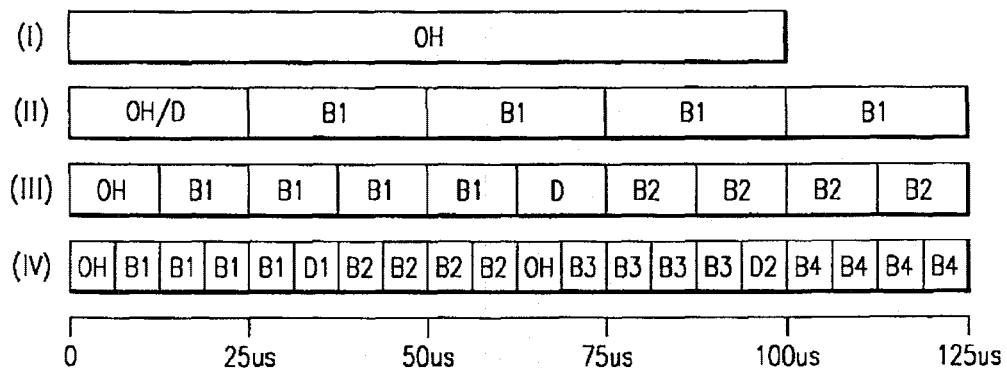 (I) OH
(II) OH/D B1 B1 B1 B1
(III) OH B1 B1 B1 B1 D B2 B2 B2 B2
(IV) OH B1 B1 B1 B1 D1 B2 B2 B2 B2 OH B3 B3 B3 B3 D2 B4 B4 B4 B4
0 25us 50us 75us 100us 125us